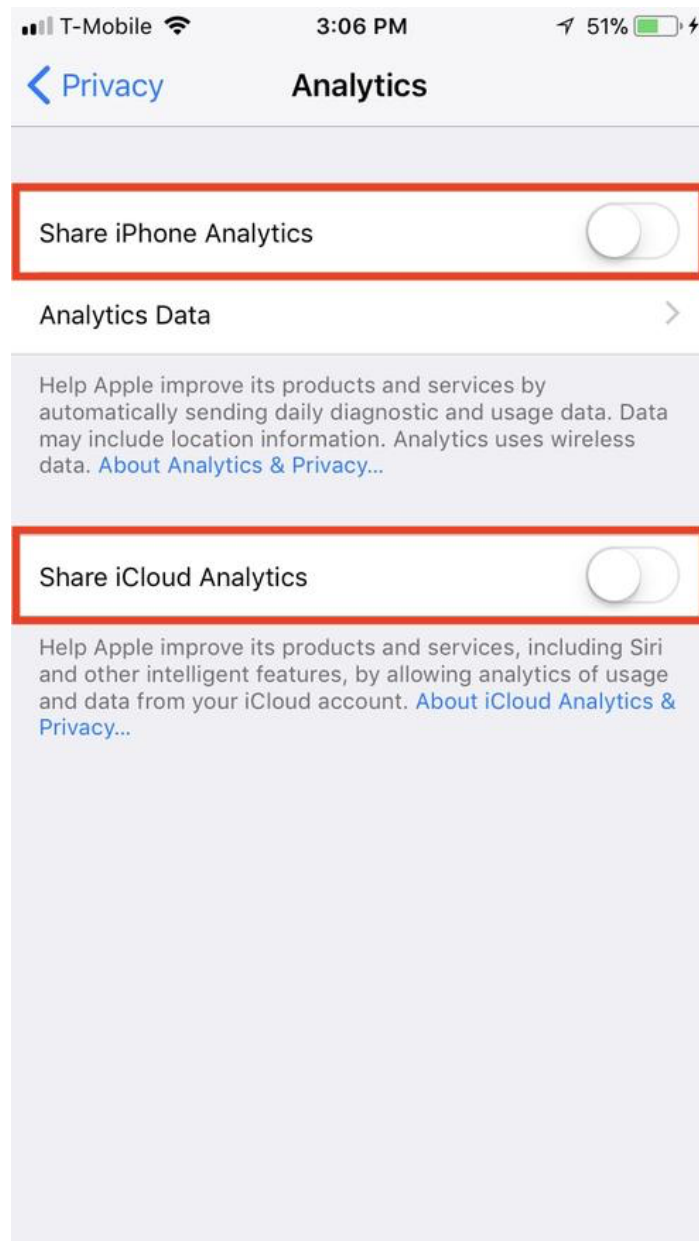 T-Mobile 3:06 PM 51%
Privacy Analytics
Share iPhone Analytics
Analytics Data
Help Apple improve its products and services by
automatically sending daily diagnostic and usage data. Data
may include location information. Analytics uses wireless
data. About Analytics & Privacy...
Share iCloud Analytics
Help Apple improve its products and services, including Siri
and other intelligent features, by allowing analytics of usage
and data from your iCloud account. About iCloud Analytics &
Privacy...